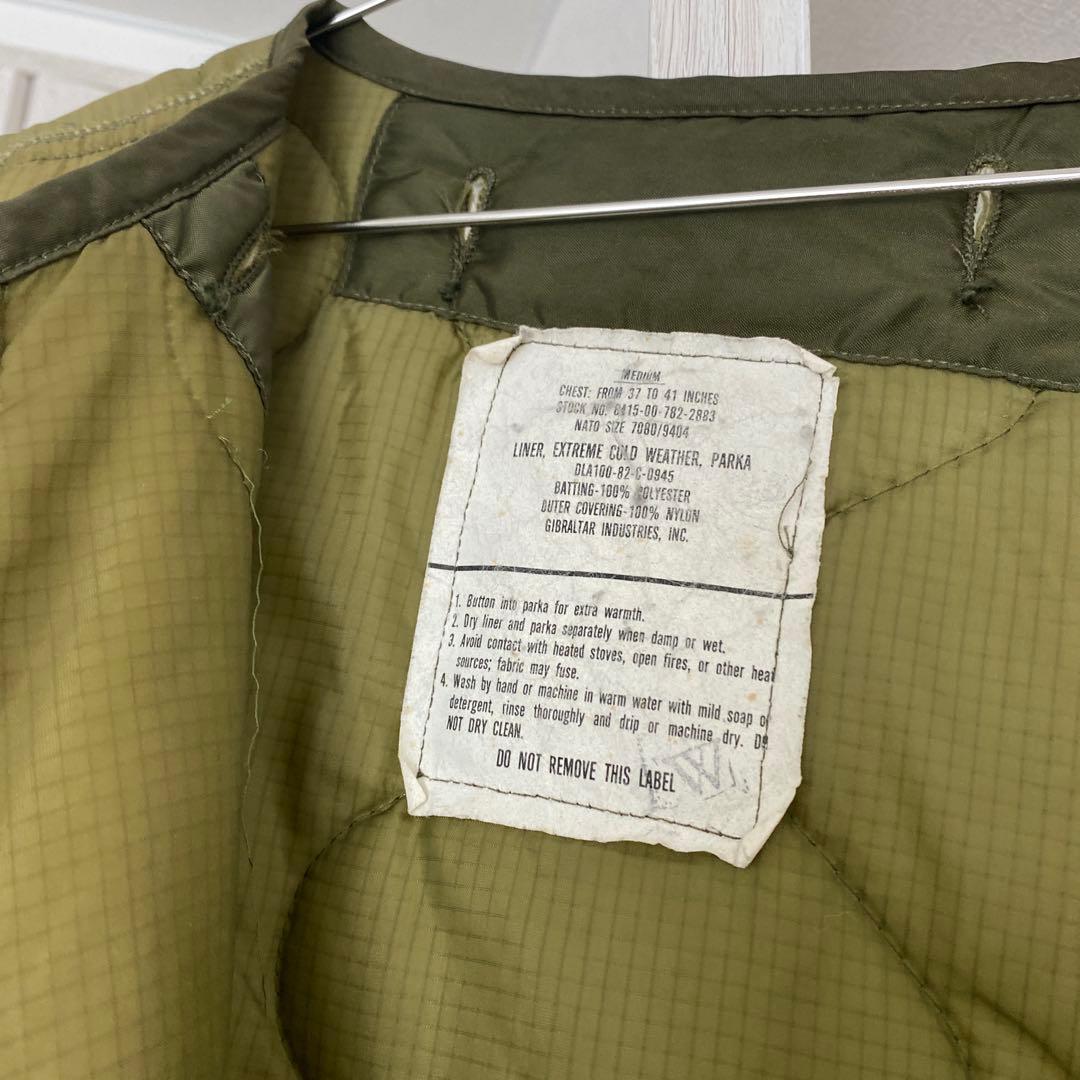 MEDIUM
CHEST: FROM 37 TO 41 INCHES
STOCK NO. 8415-00-782-2883
NATO SIZE 7080/9404
LINER, EXTREME COLD WEATHER, PARKA
DLA100-82-C-0945
BATTING-100% POLYESTER
OUTER COVERING-100% NYLON
GIBRALTAR INDUSTRIES, INC.
1. Button into parka for extra warmth.
2. Dry liner and parka separately when damp or wet.
3. Avoid contact with heated stoves, open fires, or other heat
sources; fabric may fuse.
4. Wash by hand or machine in warm water with mild soap or
detergent, rinse thoroughly and drip or machine dry. DO
NOT DRY CLEAN.
DO NOT REMOVE THIS LABEL
W